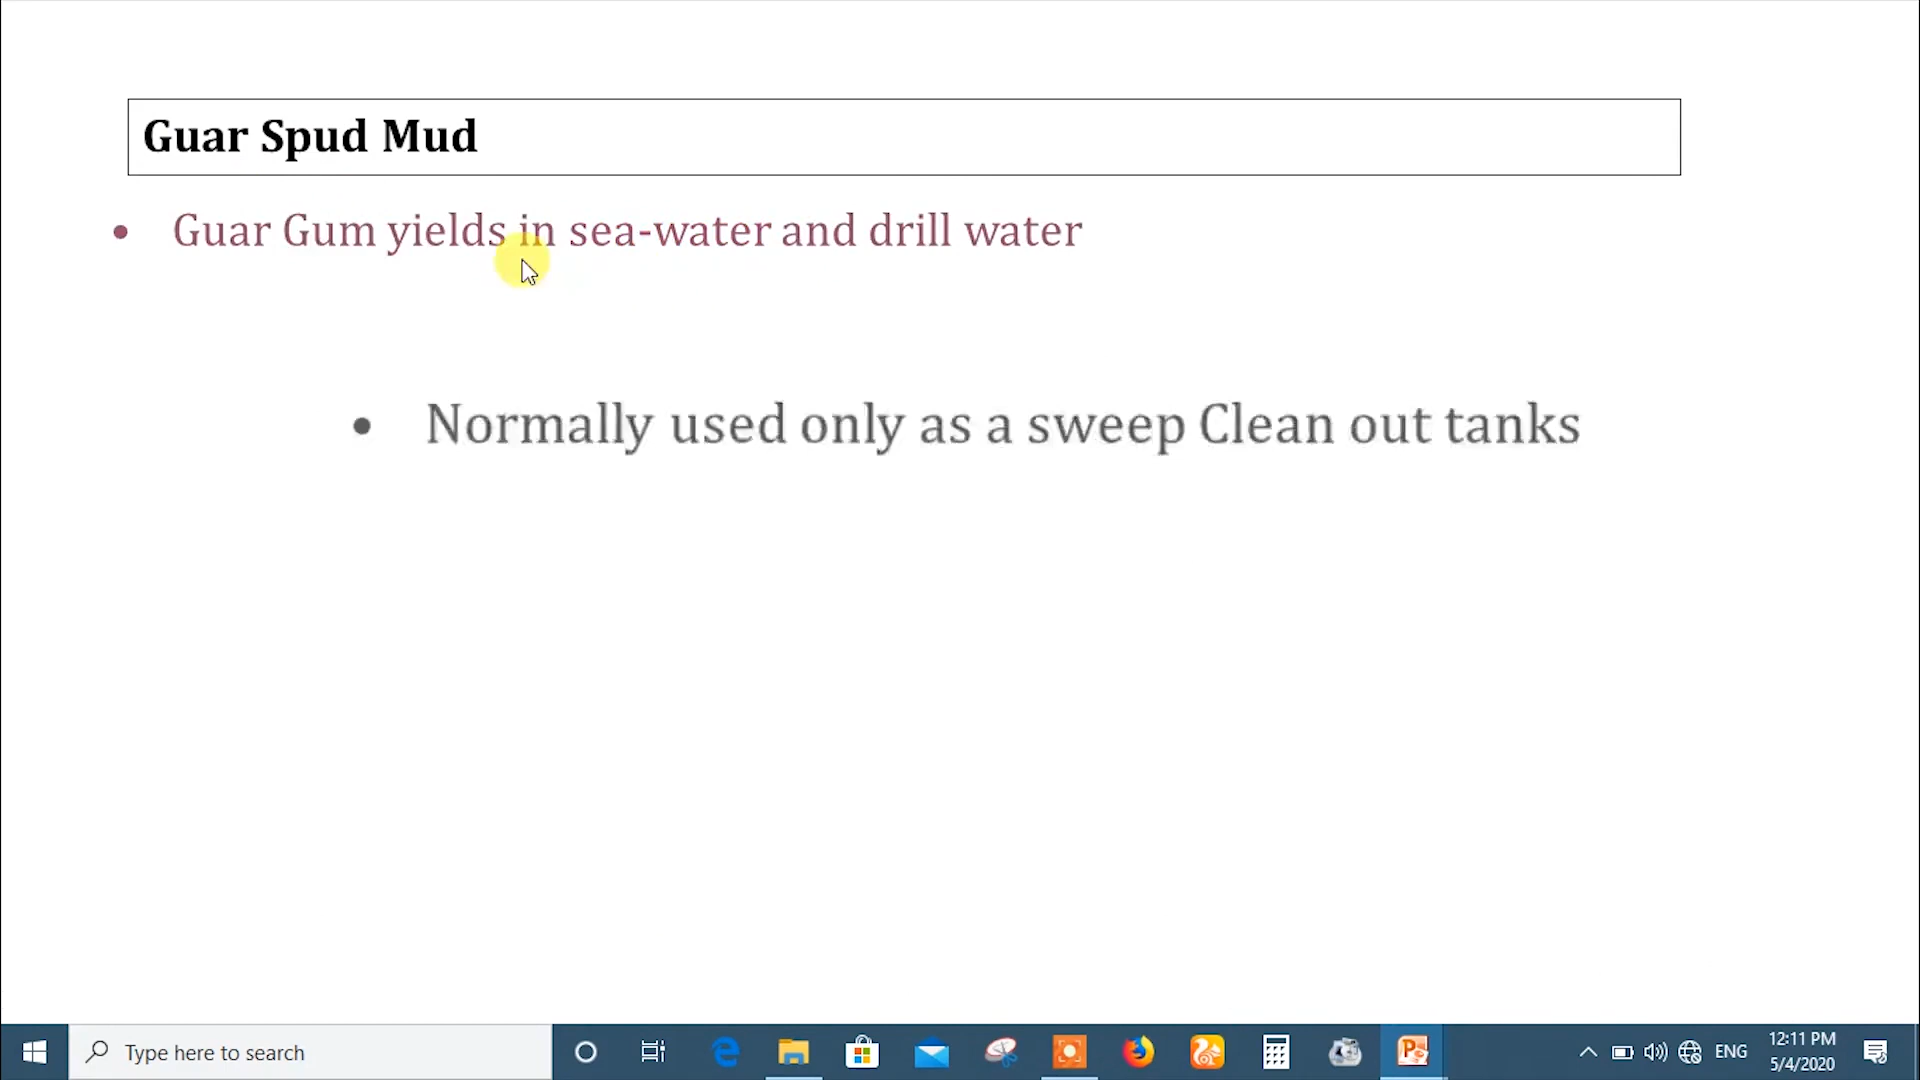 Guar Spud Mud
• Guar Gum yields in sea-water and drill water
• Normally used only as a sweep Clean out tanks
Type here to search
ENG
12:11 PM
5/4/2020